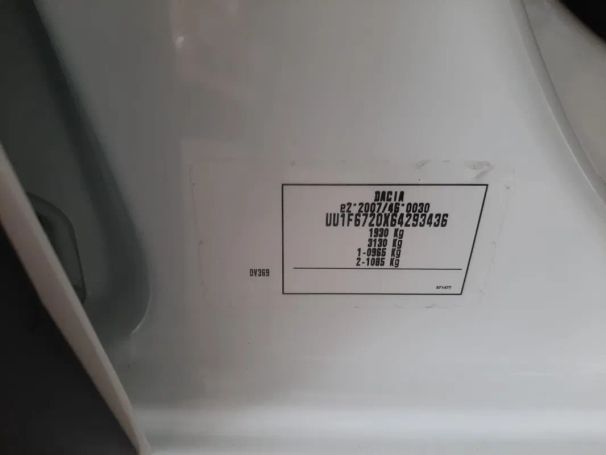 DACIA
e2*2007/46*0030
UU1F6720X64293436
1930 Kg
3130 Kg
1-0965 Kg
2-1085 Kg
DV369